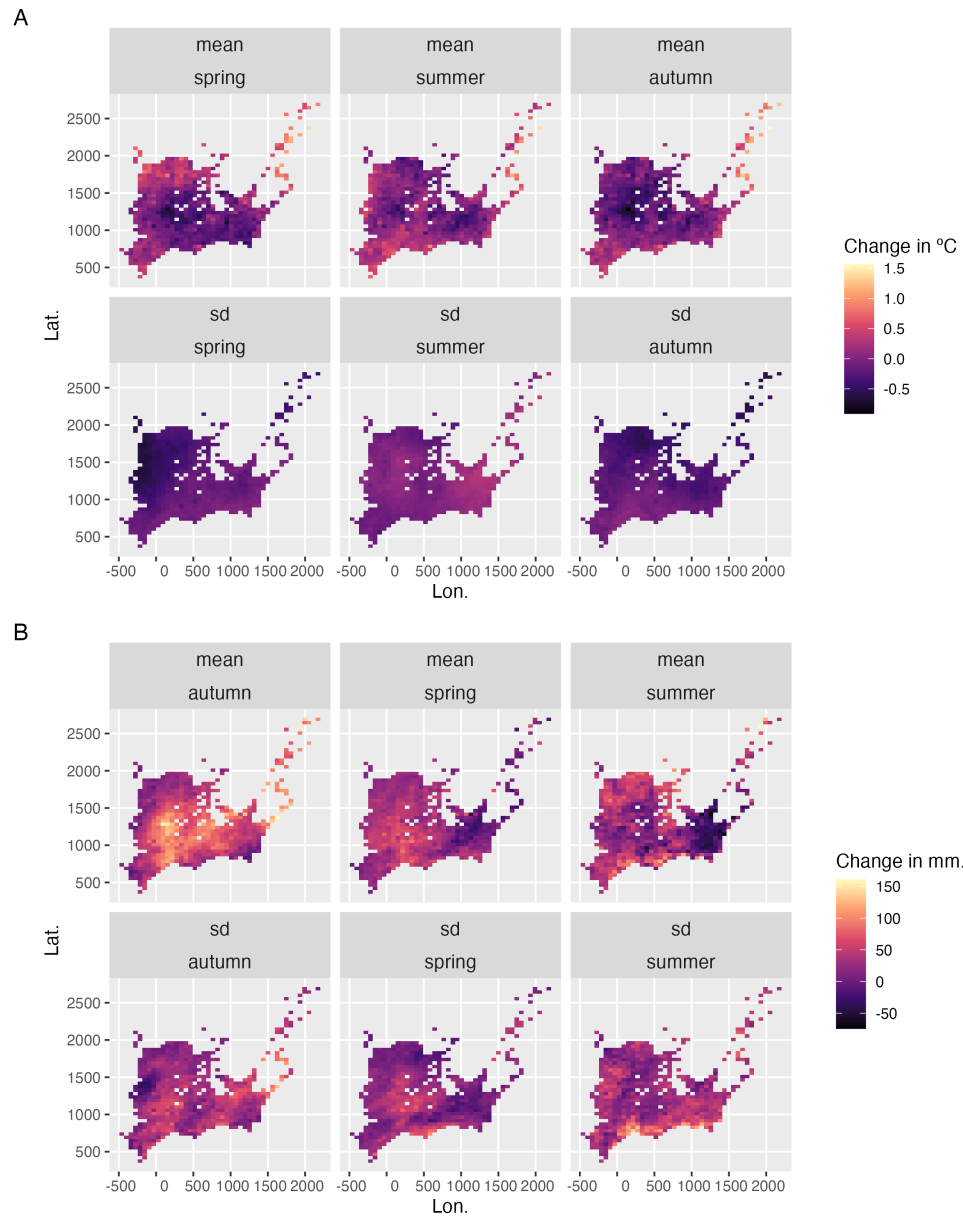 A
mean mean mean
spring summer autumn
2500
2000
1500
1000
500
sd sd sd
spring summer autumn
2500
2000
1500
1000
500
-500 0 500 1000 1500 2000 -500 0 500 1000 1500 2000 -500 0 500 1000 1500 2000
Lat.
Lon.
Change in ºC
1.5
1.0
0.5
0.0
-0.5
B
mean mean mean
autumn spring summer
2500
2000
1500
1000
500
sd sd sd
autumn spring summer
2500
2000
1500
1000
500
-500 0 500 1000 1500 2000 -500 0 500 1000 1500 2000 -500 0 500 1000 1500 2000
Lat.
Lon.
Change in mm.
150
100
50
0
-50